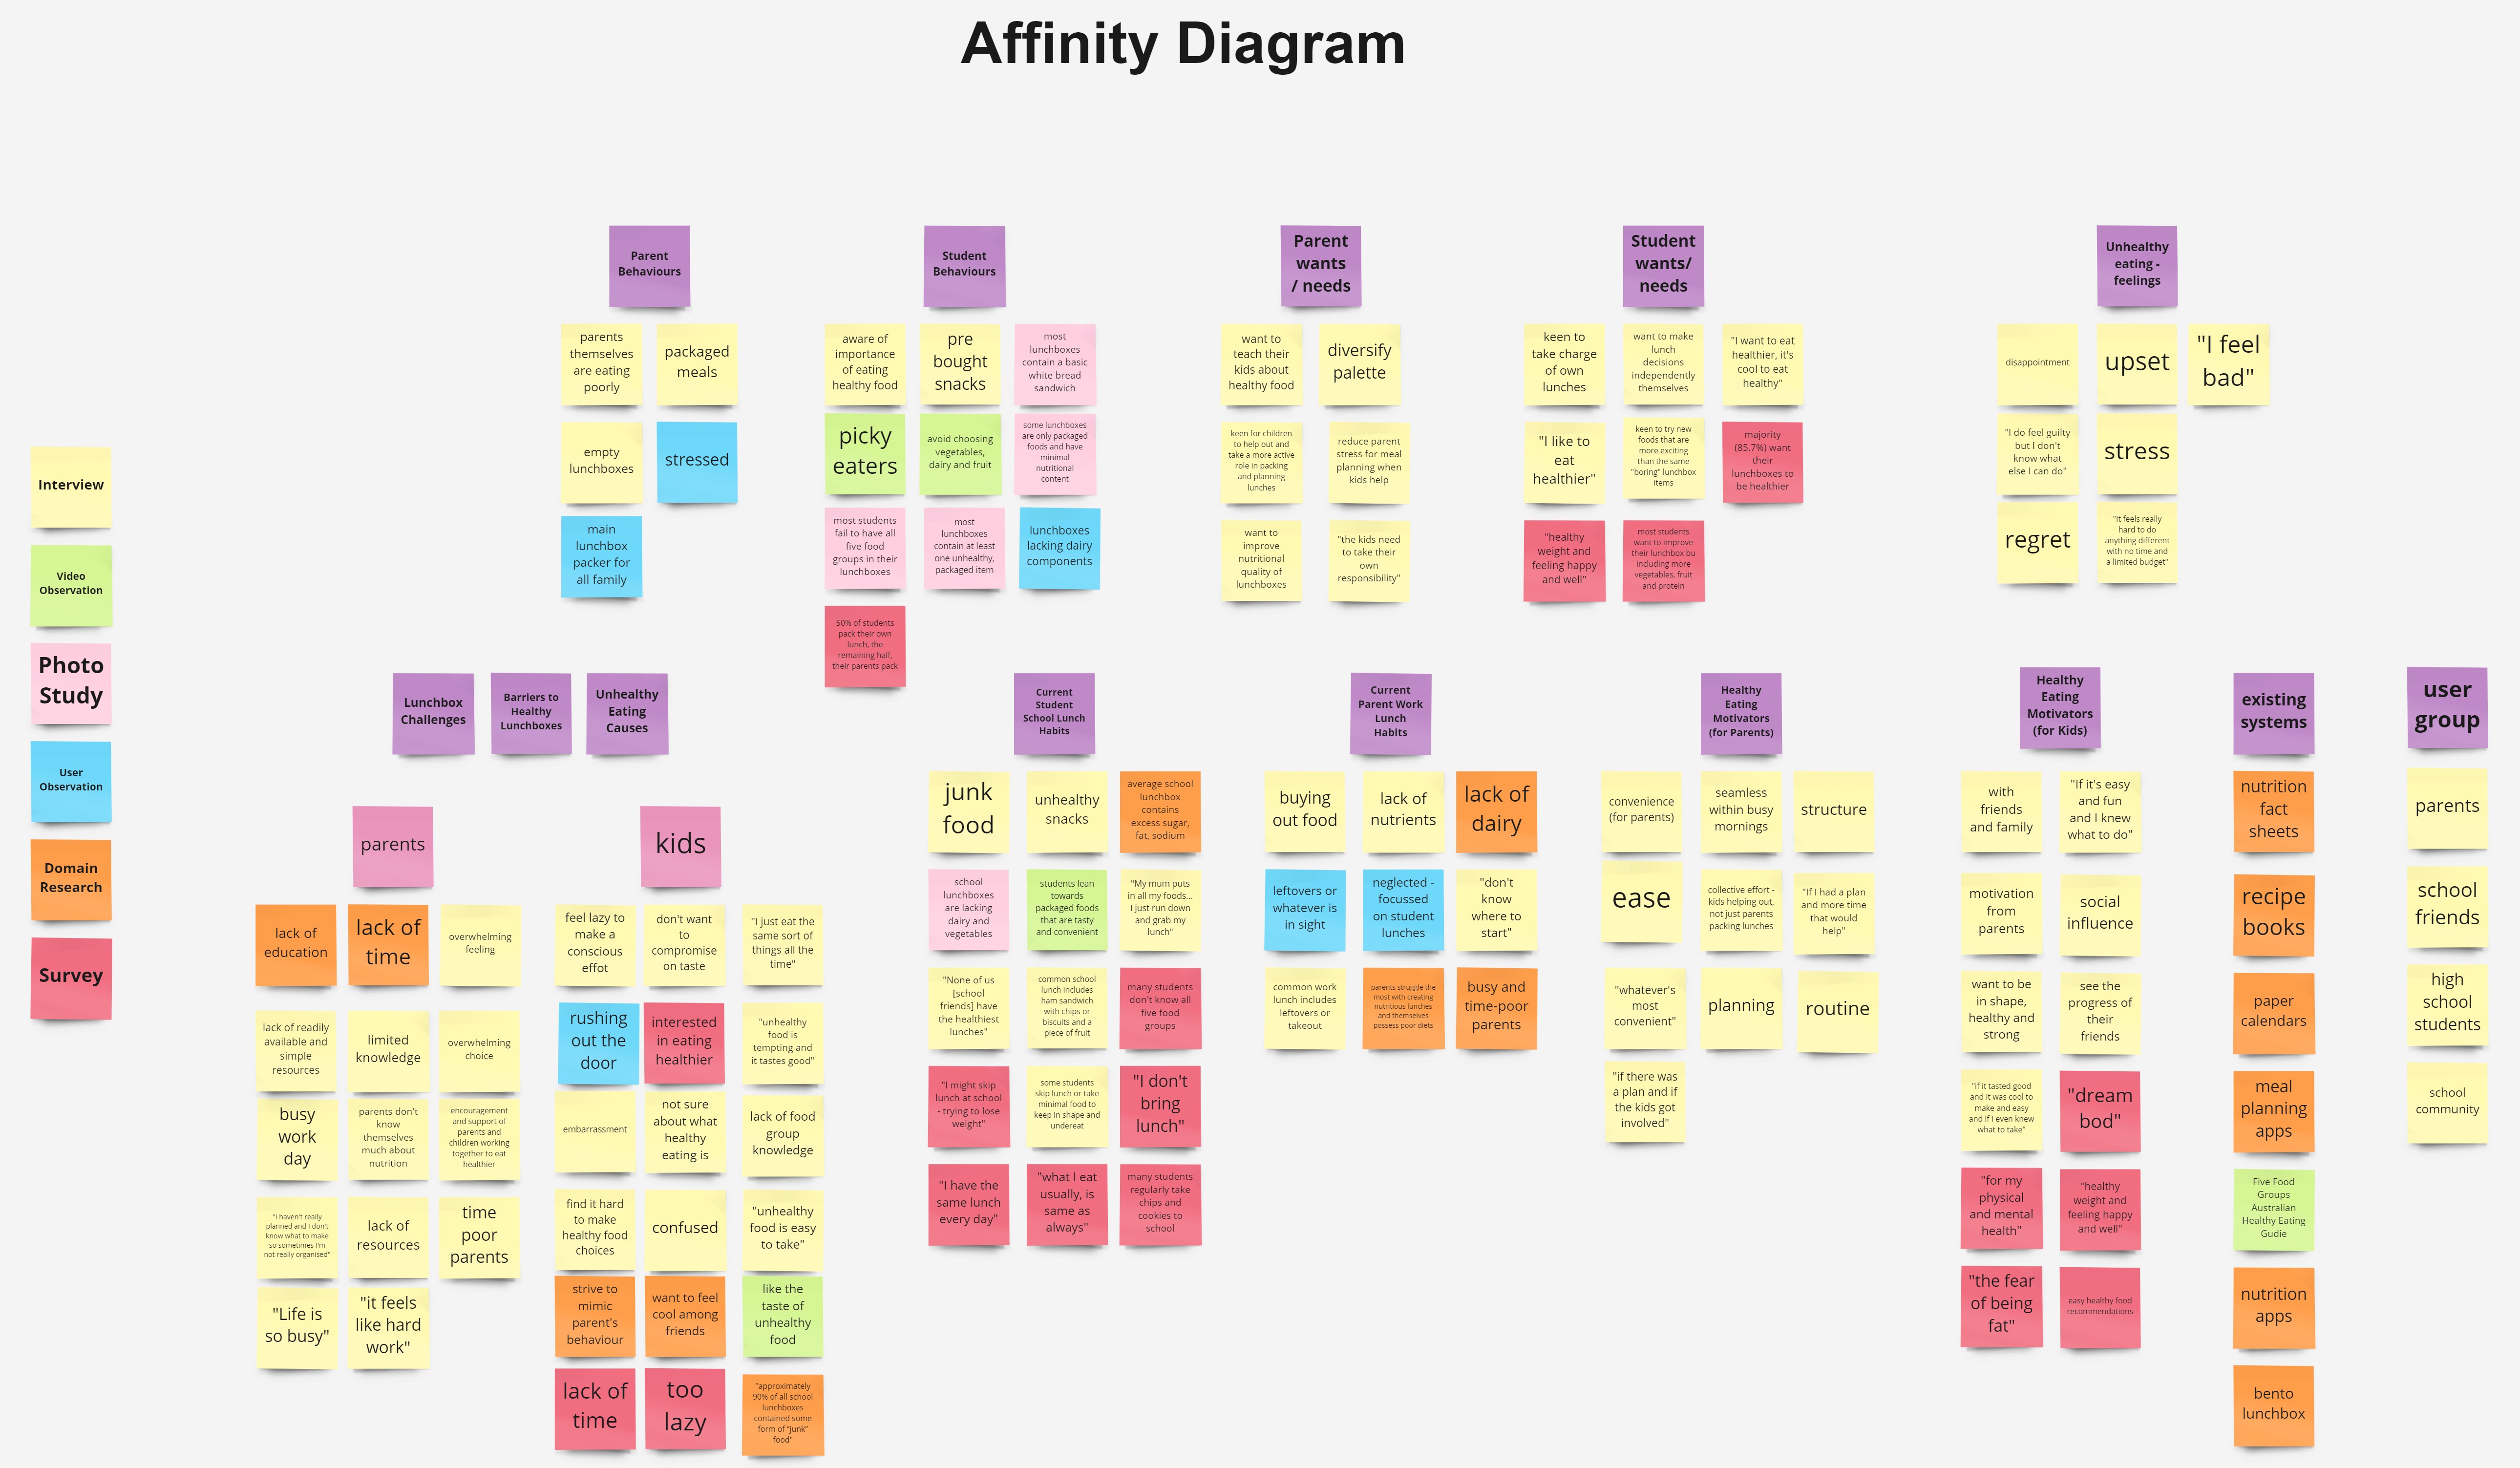 Affinity Diagram
Interview
Video
Observation
Photo
Study
User
Observation
Domain
Research
Survey
Parent
Behaviours
parents
themselves
are eating
poorly
packaged
meals
empty
lunchboxes
stressed
main
lunchbox
packer for
all family
Student
Behaviours
aware of
importance
of eating
healthy food
pre
bought
snacks
most
lunchboxes
contain a basic
white bread
sandwich
picky
eaters
avoid choosing
vegetables,
dairy and fruit
some lunchboxes
are only packaged
foods and have
minimal
nutritional
content
most students
fail to have all
five food
groups in their
lunchboxes
most
lunchboxes
contain at least
one unhealthy,
packaged item
lunchboxes
lacking dairy
components
50% of students
pack their own
lunch, the
remaining half,
their parents pack
Parent
wants
/ needs
want to
teach their
kids about
healthy food
diversify
palette
keen for children
to help out and
take a more active
role in packing
and planning
lunches
reduce parent
stress for meal
planning when
kids help
want to
improve
nutritional
quality of
lunchboxes
"the kids need
to take their
own
responsibility"
Student
wants/
needs
keen to
take charge
of own
lunches
want to make
lunch
decisions
independently
themselves
"I want to eat
healthier, it's
cool to eat
healthy"
"I like to
eat
healthier"
keen to try new
foods that are
more exciting
than the same
"boring" lunchbox
items
majority
(85.7%) want
their
lunchboxes to
be healthier
"healthy
weight and
feeling happy
and well"
most students
want to improve
their lunchbox bu
including more
vegetables, fruit
and protein
Unhealthy
eating -
feelings
disappointment
upset
"I feel
bad"
"I do feel guilty
but I don't
know what
else I can do"
stress
regret
"It feels really
hard to do
anything different
with no time and
a limited budget"
Lunchbox
Challenges
Barriers to
Healthy
Lunchboxes
Unhealthy
Eating
Causes
parents
lack of
education
lack of
time
overwhelming
feeling
lack of readily
available and
simple
resources
limited
knowledge
overwhelming
choice
busy
work
day
parents don't
know
themselves
much about
nutrition
encouragement
and support of
parents and
children working
together to eat
healthier
"I haven't really
planned and I don't
know what to make
so sometimes I'm
not really organised"
lack of
resources
time
poor
parents
"Life is
so busy"
"it feels
like hard
work"
kids
feel lazy to
make a
conscious
effot
don't want
to
compromise
on taste
"I just eat the
same sort of
things all the
time"
rushing
out the
door
interested
in eating
healthier
"unhealthy
food is
tempting and
it tastes good"
embarrassment
not sure
about what
healthy
eating is
lack of food
group
knowledge
find it hard
to make
healthy food
choices
confused
"unhealthy
food is easy
to take"
strive to
mimic
parent's
behaviour
want to feel
cool among
friends
like the
taste of
unhealthy
food
lack of
time
too
lazy
"approximately
90% of all school
lunchboxes
contained some
form of "junk"
food"
Current
Student
School Lunch
Habits
junk
food
unhealthy
snacks
average school
lunchbox
contains
excess sugar,
fat, sodium
school
lunchboxes
are lacking
dairy and
vegetables
students lean
towards
packaged foods
that are tasty
and convenient
"My mum puts
in all my foods...
I just run down
and grab my
lunch"
"None of us
[school
friends] have
the healthiest
lunches"
common school
lunch includes
ham sandwich
with chips or
biscuits and a
piece of fruit
many students
don't know all
five food
groups
"I might skip
lunch at school
- trying to lose
weight"
some students
skip lunch or take
minimal food to
keep in shape and
undereat
"I don't
bring
lunch"
"I have the
same lunch
every day"
"what I eat
usually, is
same as
always"
many students
regularly take
chips and
cookies to
school
Current
Parent Work
Lunch
Habits
buying
out food
lack of
nutrients
lack of
dairy
leftovers or
whatever is
in sight
neglected -
focussed
on student
lunches
"don't
know
where to
start"
common work
lunch includes
leftovers or
takeout
parents struggle the
most with creating
nutritious lunches
and themselves
possess poor diets
busy and
time-poor
parents
Healthy
Eating
Motivators
(for Parents)
convenience
(for parents)
seamless
within busy
mornings
structure
ease
collective effort -
kids helping out,
not just parents
packing lunches
"If I had a plan
and more time
that would
help"
"whatever's
most
convenient"
planning
routine
"if there was
a plan and if
the kids got
involved"
Healthy
Eating
Motivators
(for Kids)
with
friends
and family
"If it's easy
and fun
and I knew
what to do"
motivation
from
parents
social
influence
want to be
in shape,
healthy and
strong
see the
progress of
their
friends
"if it tasted good
and it was cool to
make and easy
and if I even knew
what to take"
"dream
bod"
"for my
physical
and mental
health"
"healthy
weight and
feeling happy
and well"
"the fear
of being
fat"
easy healthy food
recommendations
existing
systems
nutrition
fact
sheets
recipe
books
paper
calendars
meal
planning
apps
Five Food
Groups
Australian
Healthy Eating
Gudie
nutrition
apps
bento
lunchbox
user
group
parents
school
friends
high
school
students
school
community